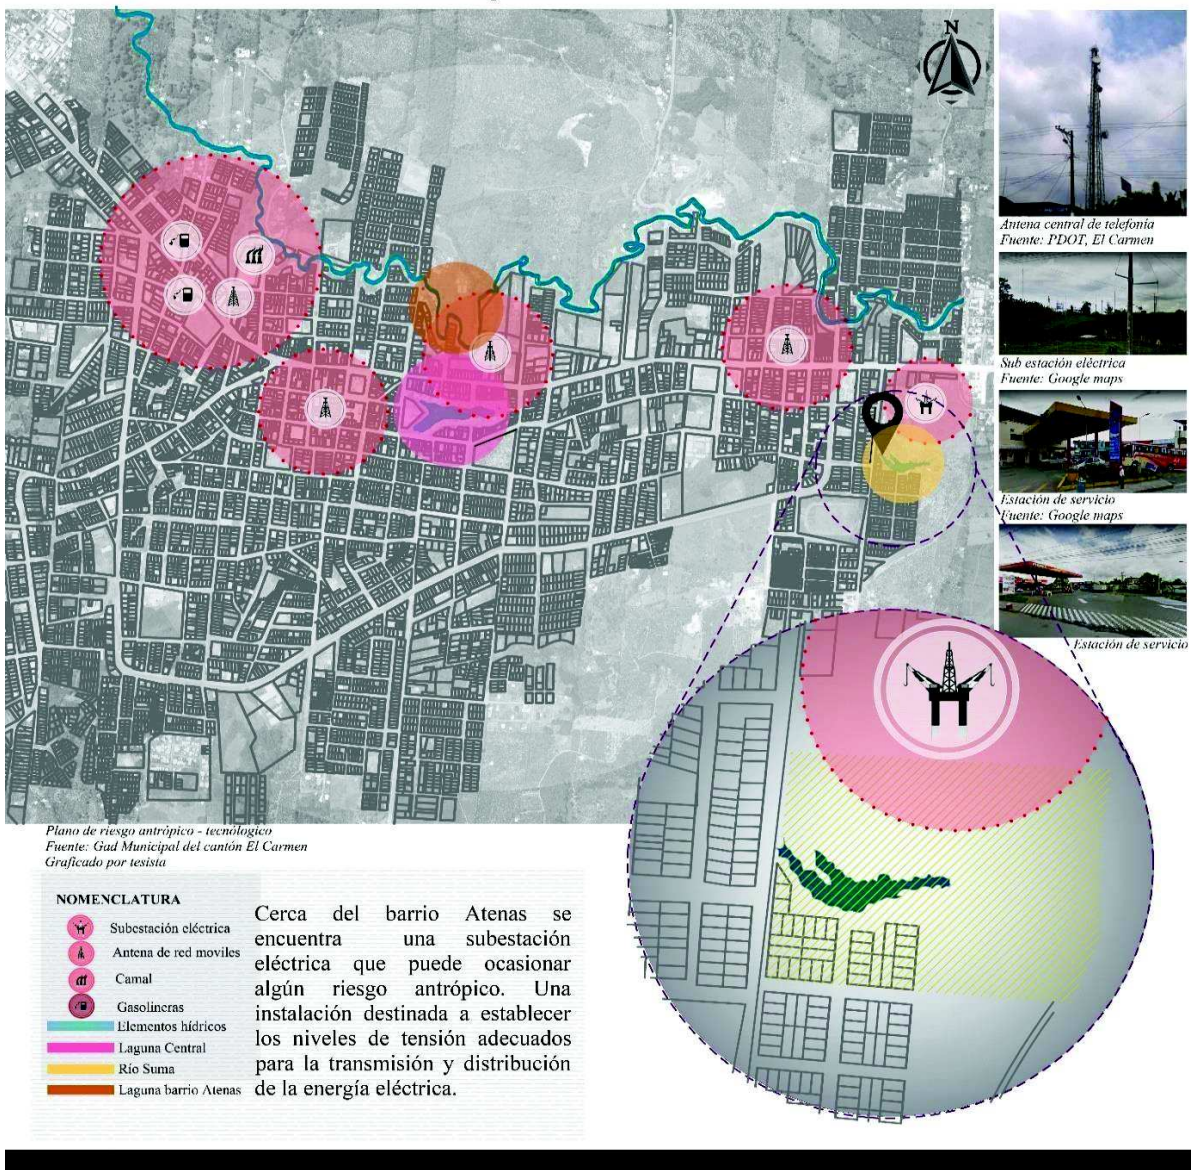 N
Antena central de telefonía
Fuente: PDOT, El Carmen
Sub estación eléctrica
Fuente: Google maps
Estación de servicio
Fuente: Google maps
Estación de servicio
Plano de riesgo antrópico - tecnólogico
Fuente: Gad Municipal del cantón El Carmen
Graficado por tesista
NOMENCLATURA
Subestación eléctrica
Antena de red moviles
Camal
Gasolineras
Elementos hídricos
Laguna Central
Río Suma
Laguna barrio Atenas
Cerca del barrio Atenas se
encuentra una subestación
eléctrica que puede ocasionar
algún riesgo antrópico. Una
instalación destinada a establecer
los niveles de tensión adecuados
para la transmisión y distribución
de la energía eléctrica.